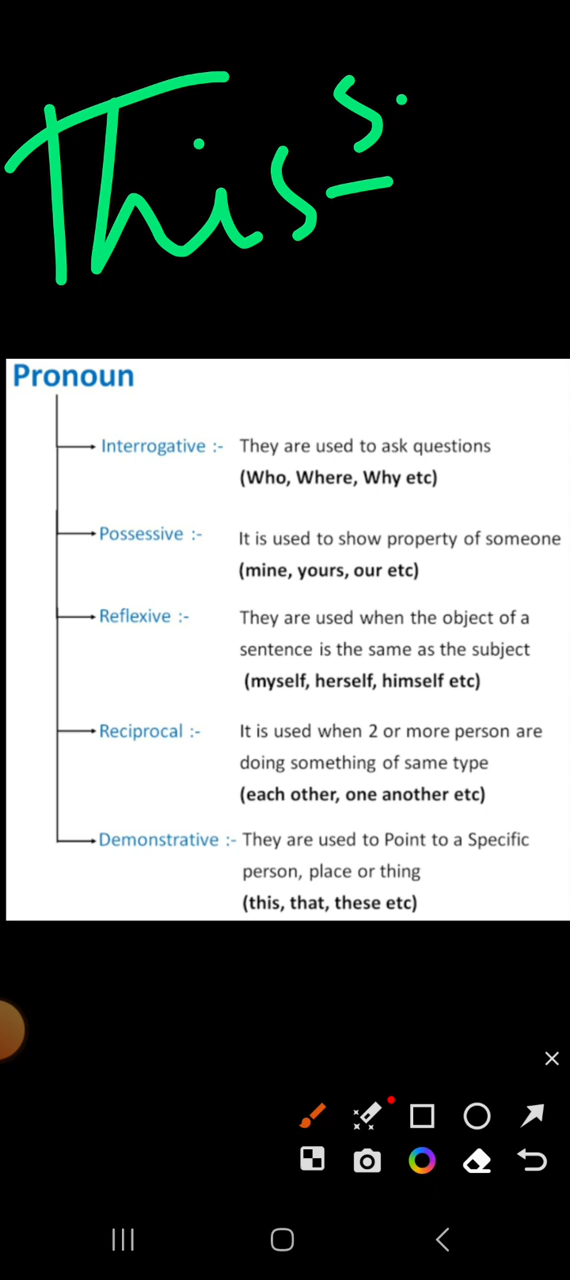 This - s.
Pronoun
Interrogative :- They are used to ask questions
(Who, Where, Why etc)
Possessive :- It is used to show property of someone
(mine, yours, our etc)
Reflexive :- They are used when the object of a
sentence is the same as the subject
(myself, herself, himself etc)
Reciprocal :- It is used when 2 or more person are
doing something of same type
(each other, one another etc)
Demonstrative :- They are used to Point to a Specific
person, place or thing
(this, that, these etc)